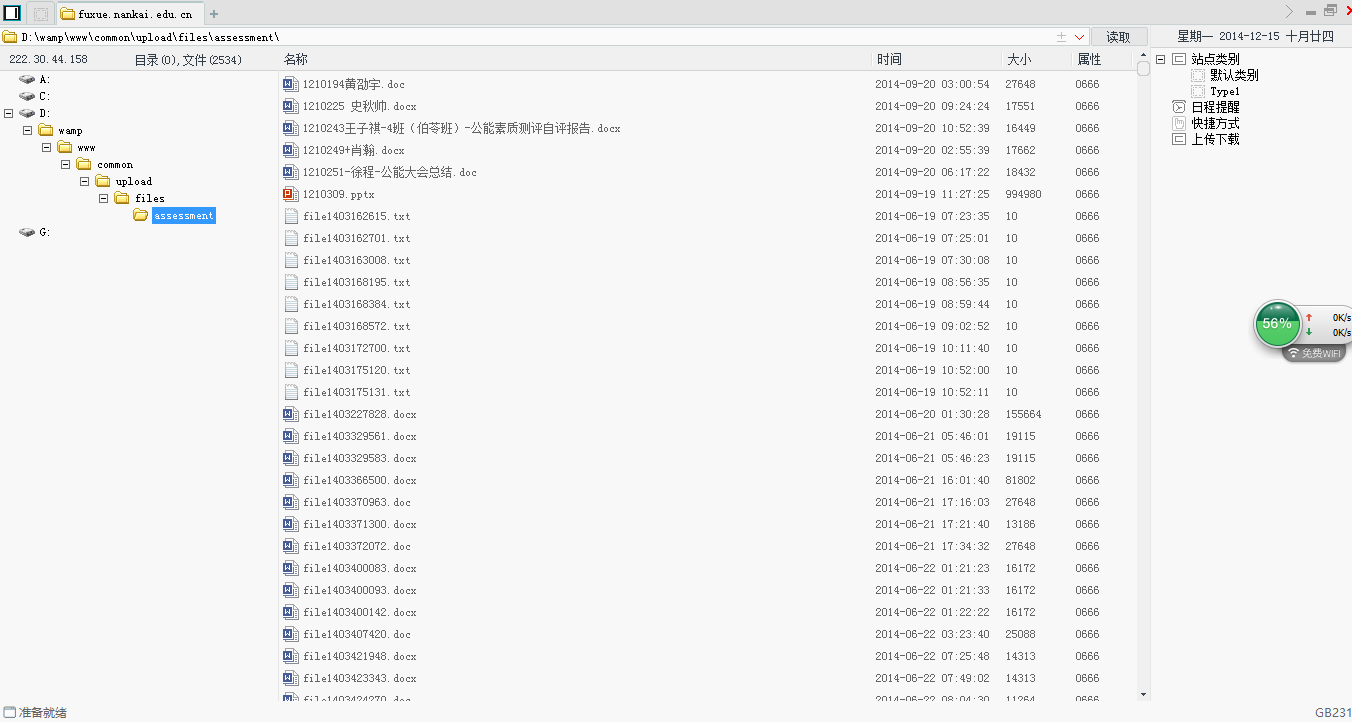 fuxue.nankai.edu.cn
D:\wamp\www\common\upload\files\assessment\ 读取 星期一 2014-12-15 十月廿四
222.30.44.158 目录(0),文件(2534) 名称 时间 大小 属性
A:
C:
D:
wamp
www
common
upload
files
assessment
G:
1210194黄劭宇.doc 2014-09-20 03:00:54 27648 0666
1210225 史秋帅.docx 2014-09-20 09:24:24 17551 0666
1210243王子祺-4班（伯苓班）-公能素质测评自评报告.docx 2014-09-20 10:52:39 16449 0666
1210249+肖瀚.docx 2014-09-20 02:55:39 17662 0666
1210251-徐程-公能大会总结.doc 2014-09-20 06:17:22 18432 0666
1210309.pptx 2014-09-19 11:27:25 994980 0666
file1403162615.txt 2014-06-19 07:23:35 10 0666
file1403162701.txt 2014-06-19 07:25:01 10 0666
file1403163008.txt 2014-06-19 07:30:08 10 0666
file1403168195.txt 2014-06-19 08:56:35 10 0666
file1403168384.txt 2014-06-19 08:59:44 10 0666
file1403168572.txt 2014-06-19 09:02:52 10 0666
file1403172700.txt 2014-06-19 10:11:40 10 0666
file1403175120.txt 2014-06-19 10:52:00 10 0666
file1403175131.txt 2014-06-19 10:52:11 10 0666
file1403227828.docx 2014-06-20 01:30:28 155664 0666
file1403329561.docx 2014-06-21 05:46:01 19115 0666
file1403329583.docx 2014-06-21 05:46:23 19115 0666
file1403366500.docx 2014-06-21 16:01:40 81802 0666
file1403370963.doc 2014-06-21 17:16:03 27648 0666
file1403371300.docx 2014-06-21 17:21:40 13186 0666
file1403372072.doc 2014-06-21 17:34:32 27648 0666
file1403400083.docx 2014-06-22 01:21:23 16172 0666
file1403400093.docx 2014-06-22 01:21:33 16172 0666
file1403400142.docx 2014-06-22 01:22:22 16172 0666
file1403407420.doc 2014-06-22 03:23:40 25088 0666
file1403421948.docx 2014-06-22 07:25:48 14313 0666
file1403423343.docx 2014-06-22 07:49:02 14313 0666
file1403424270.doc 2014-06-22 08:04:30 11264 0666
站点类别
默认类别
Type1
日程提醒
快捷方式
上传下载
56% 0K/s
0K/s
免费WiFi
准备就绪 GB231